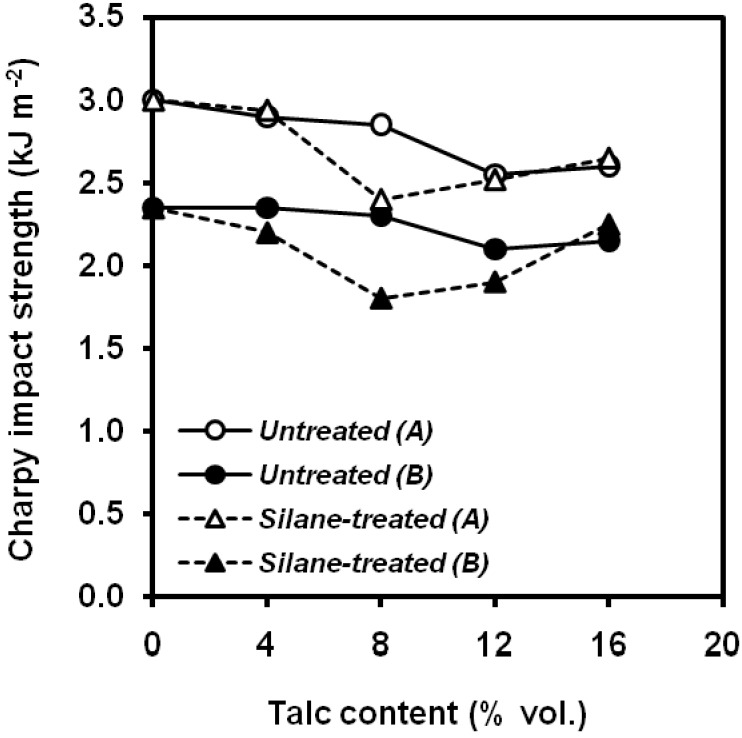 Charpy impact strength (kJ m-2)
3.5
3.0
2.5
2.0
1.5
1.0
0.5
0.0
Untreated (A)
Untreated (B)
Silane-treated (A)
Silane-treated (B)
0 4 8 12 16 20
Talc content (% vol.)